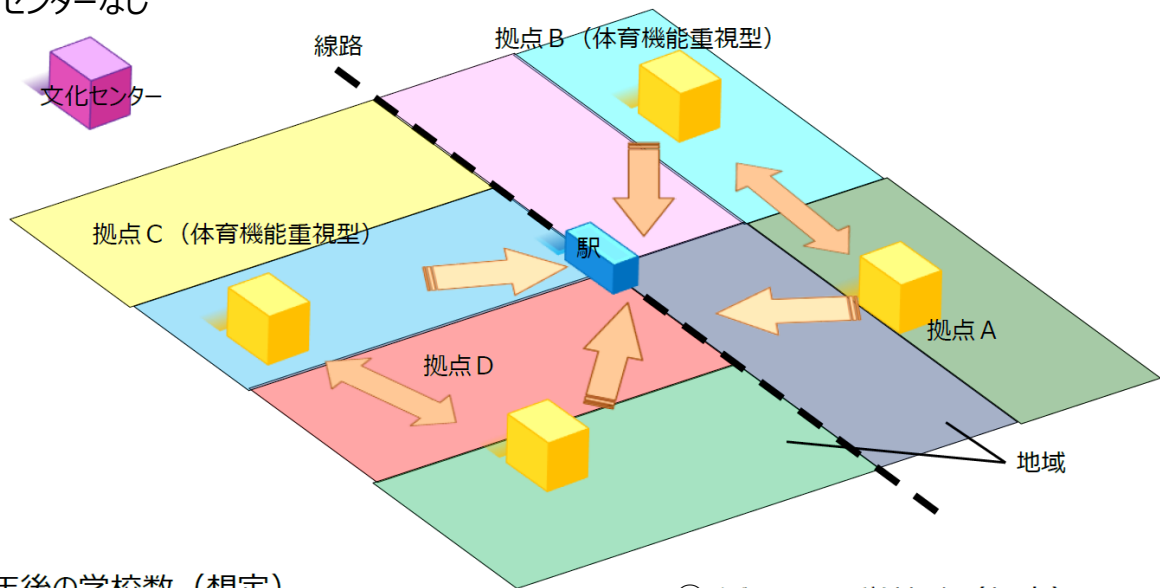 センターなし
線路
拠点B（体育機能重視型）
文化センター
拠点C（体育機能重視型）
駅
拠点A
拠点D
地域
年後の学校数（想定）